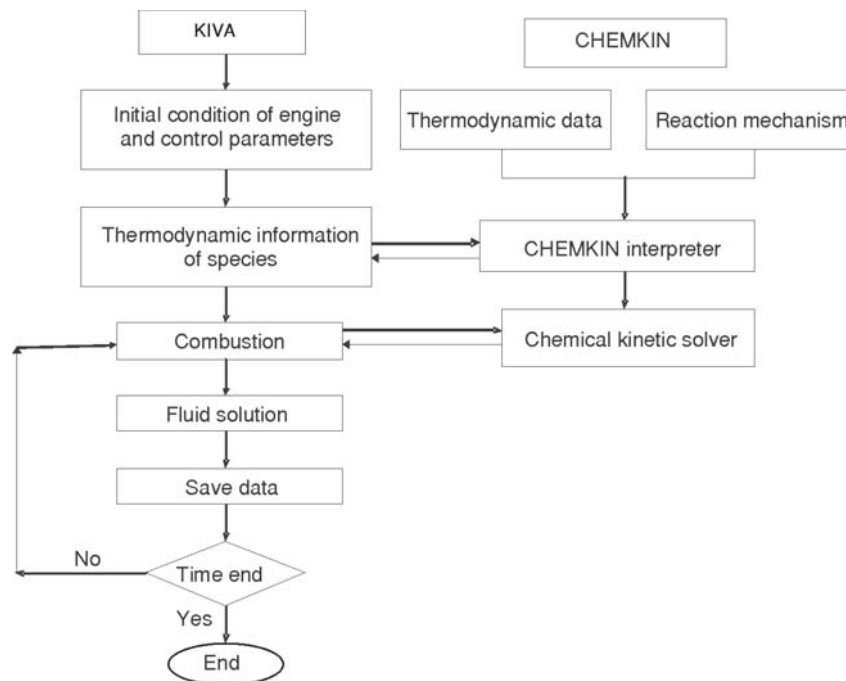 KIVA
CHEMKIN
Initial condition of engine
and control parameters
Thermodynamic data
Reaction mechanism
Thermodynamic information
of species
CHEMKIN interpreter
Combustion
Chemical kinetic solver
Fluid solution
Save data
No
Time end
Yes
End